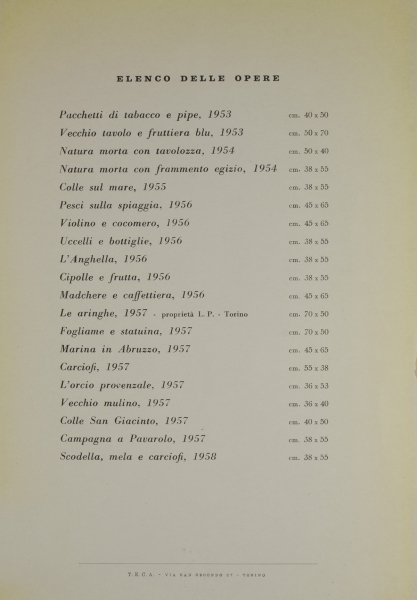 ELENCO DELLE OPERE
Pacchetti di tabacco e pipe, 1953 cm. 40 x 50
Vecchio tavolo e fruttiera blu, 1953 cm. 50 x 70
Natura morta con tavolozza, 1954 cm. 50 x 40
Natura morta con frammento egizio, 1954 cm. 38 x 55
Colle sul mare, 1955 cm. 38 x 55
Pesci sulla spiaggia, 1956 cm. 45 x 65
Violino e cocomero, 1956 cm. 45 x 65
Uccelli e bottiglie, 1956 cm. 38 x 55
L'Anghella, 1956 cm. 38 x 55
Cipolle e frutta, 1956 cm. 38 x 55
Madchere e caffettiera, 1956 cm. 45 x 65
Le aringhe, 1957 - proprietà L. P. - Torino cm. 70 x 50
Fogliame e statuina, 1957 cm. 70 x 50
Marina in Abruzzo, 1957 cm. 45 x 65
Carciofi, 1957 cm. 55 x 38
L'orcio provenzale, 1957 cm. 36 x 53
Vecchio mulino, 1957 cm. 36 x 40
Colle San Giacinto, 1957 cm. 40 x 50
Campagna a Pavarolo, 1957 cm. 38 x 55
Scodella, mela e carciofi, 1958 cm. 38 x 55
VIA SAN SECONDO 37 - TORINO